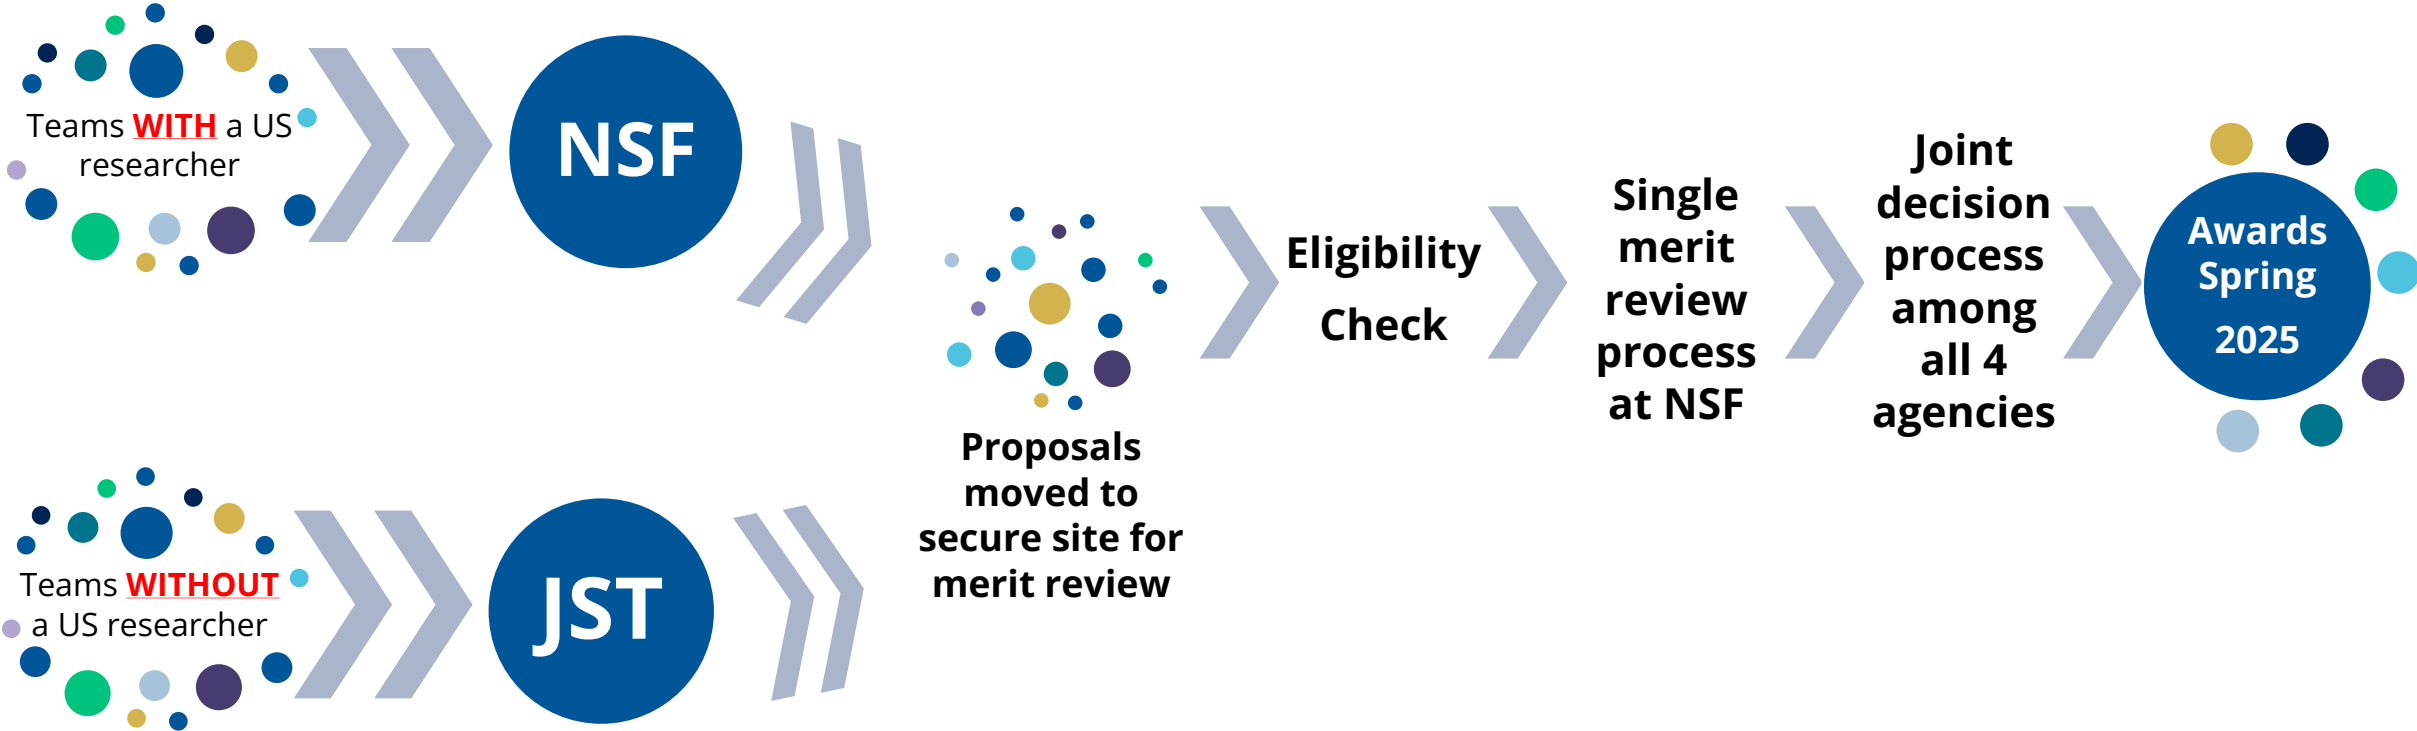 Teams WITH a US
researcher
NSF
Teams WITHOUT
a US researcher
JST
Proposals
moved to
secure site for
merit review
Eligibility
Check
Single
merit
review
process
at NSF
Joint
decision
process
among
all 4
agencies
Awards
Spring
2025